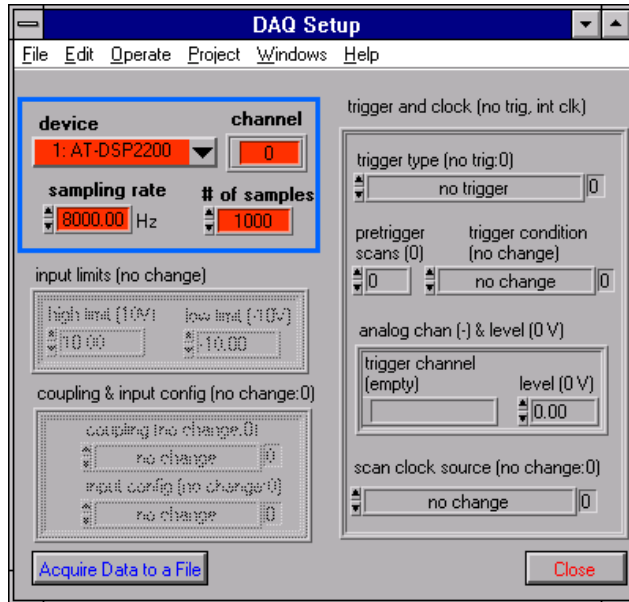 DAQ Setup
File Edit Operate Project Windows Help
device
channel
1: AT-DSP2200
0
sampling rate
# of samples
8000.00 Hz
1000
input limits (no change)
high limit (10V)
low limit (-10V)
10.00
-10.00
coupling & input config (no change:0)
coupling (no change:0)
no change 0
input config (no change:0)
no change 0
Acquire Data to a File
trigger and clock (no trig, int clk)
trigger type (no trig:0)
no trigger 0
pretrigger
scans (0)
trigger condition
(no change)
0
no change 0
analog chan (-) & level (0 V)
trigger channel
(empty)
level (0 V)
0.00
scan clock source (no change:0)
no change 0
Close